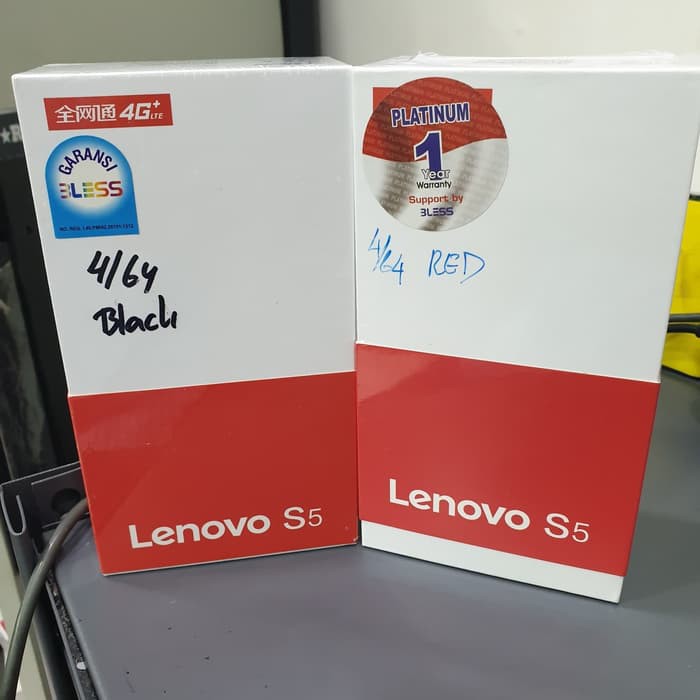 全网通 4G+ LTE
GARANSI
BLESS
4/64
Black
Lenovo S5
PLATINUM
1
Year
Warranty
Support by
BLESS
4/64 RED
Lenovo S5